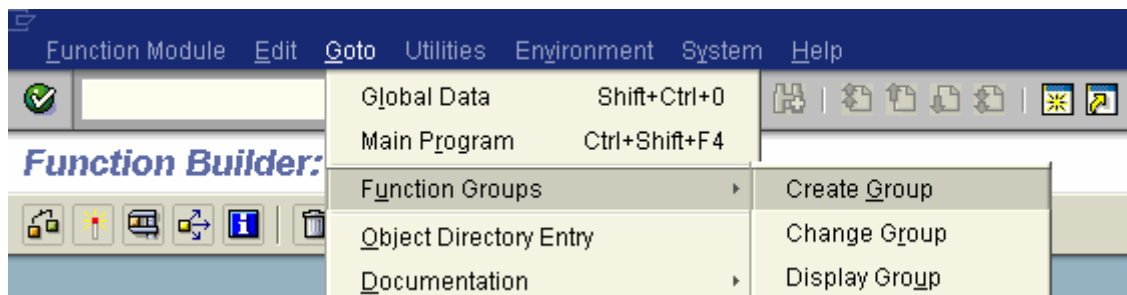 Function Module Edit Goto Utilities Environment System Help
Global Data Shift+Ctrl+0
Main Program Ctrl+Shift+F4
Function Builder:
Function Groups Create Group
Object Directory Entry Change Group
Documentation Display Group